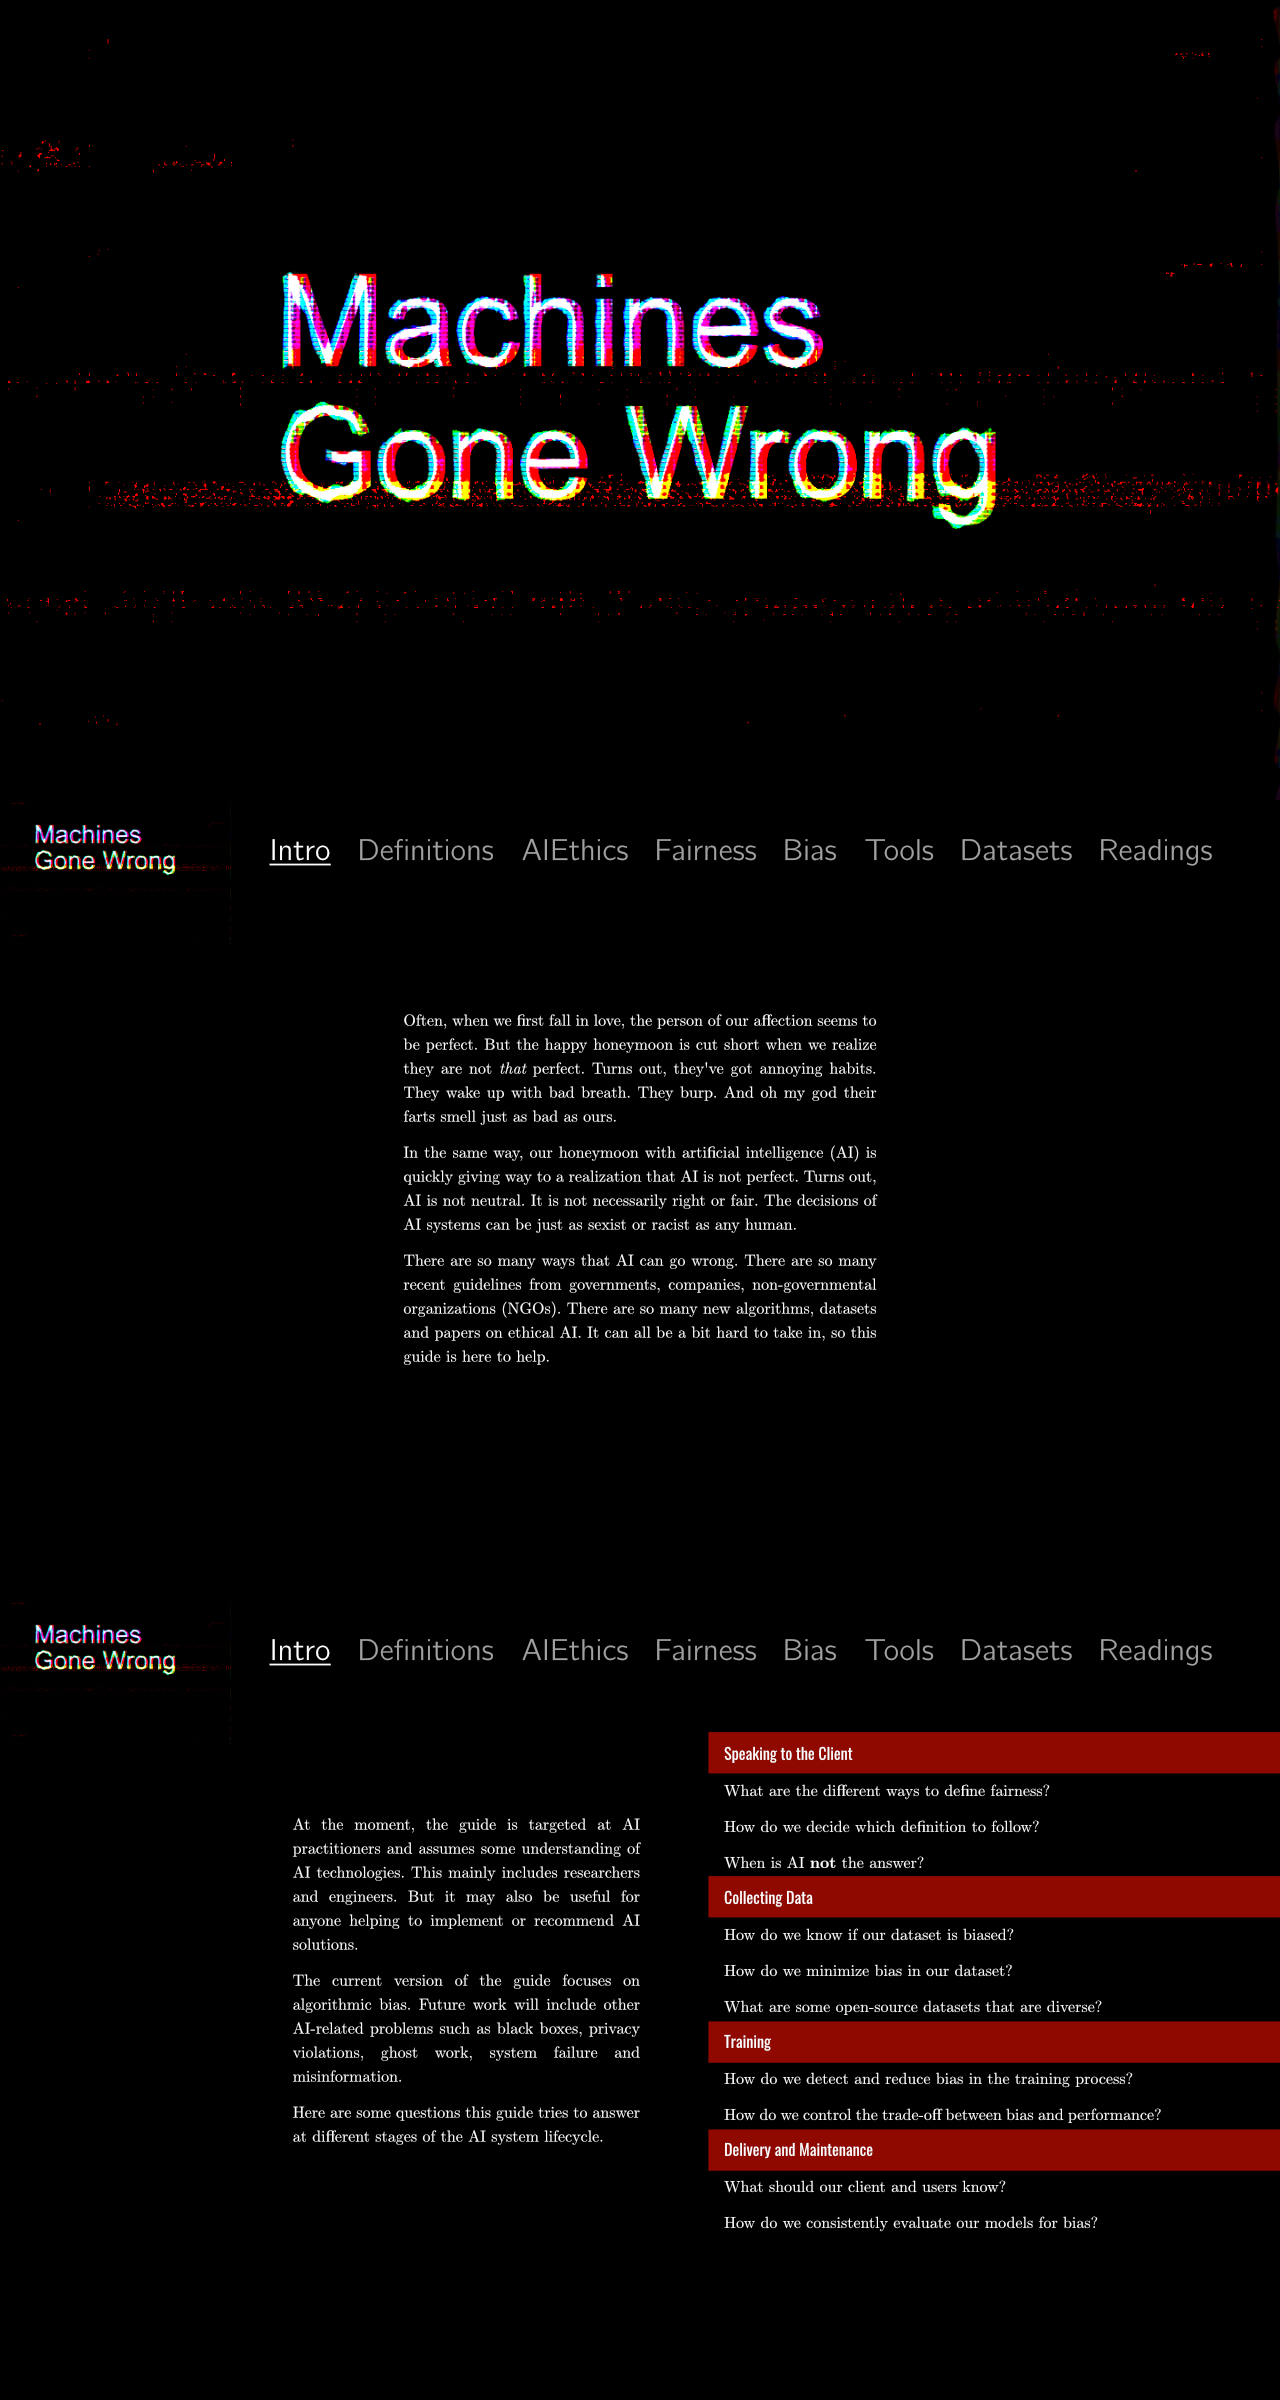 Machines
Gone Wrong
Machines
Gone Wrong
Intro Definitions AIEthics Fairness Bias Tools Datasets Readings
Often, when we first fall in love, the person of our affection seems to
be perfect. But the happy honeymoon is cut short when we realize
they are not that perfect. Turns out, they've got annoying habits.
They wake up with bad breath. They burp. And oh my god their
farts smell just as bad as ours.
In the same way, our honeymoon with artificial intelligence (AI) is
quickly giving way to a realization that AI is not perfect. Turns out,
AI is not neutral. It is not necessarily right or fair. The decisions of
AI systems can be just as sexist or racist as any human.
There are so many ways that AI can go wrong. There are so many
recent guidelines from governments, companies, non-governmental
organizations (NGOs). There are so many new algorithms, datasets
and papers on ethical AI. It can all be a bit hard to take in, so this
guide is here to help.
Machines
Gone Wrong
Intro Definitions AIEthics Fairness Bias Tools Datasets Readings
At the moment, the guide is targeted at AI
practitioners and assumes some understanding of
AI technologies. This mainly includes researchers
and engineers. But it may also be useful for
anyone helping to implement or recommend AI
solutions.
The current version of the guide focuses on
algorithmic bias. Future work will include other
AI-related problems such as black boxes, privacy
violations, ghost work, system failure and
misinformation.
Here are some questions this guide tries to answer
at different stages of the AI system lifecycle.
Speaking to the Client
What are the different ways to define fairness?
How do we decide which definition to follow?
When is AI not the answer?
Collecting Data
How do we know if our dataset is biased?
How do we minimize bias in our dataset?
What are some open-source datasets that are diverse?
Training
How do we detect and reduce bias in the training process?
How do we control the trade-off between bias and performance?
Delivery and Maintenance
What should our client and users know?
How do we consistently evaluate our models for bias?